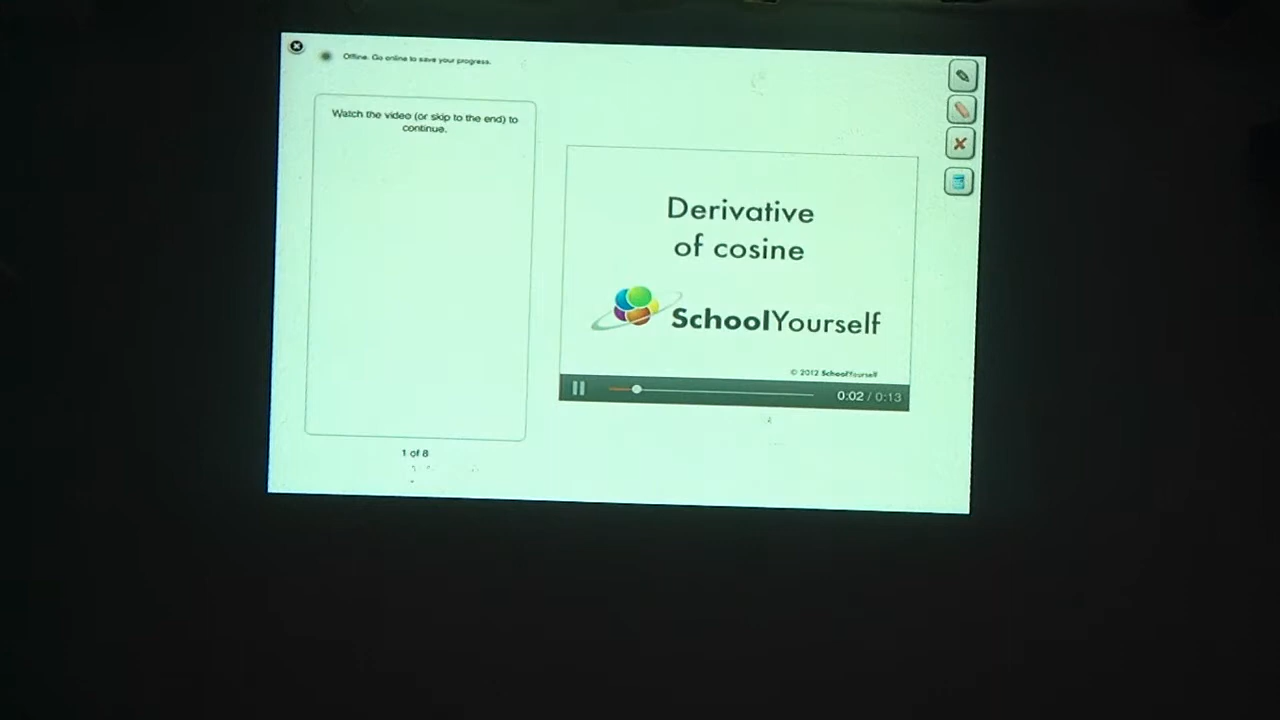 Offline. Go online to save your progress.
Watch the video (or skip to the end) to
continue.
Derivative
of cosine
SchoolYourself
© 2012 SchoolYourself
0:02 / 0:13
1 of 8